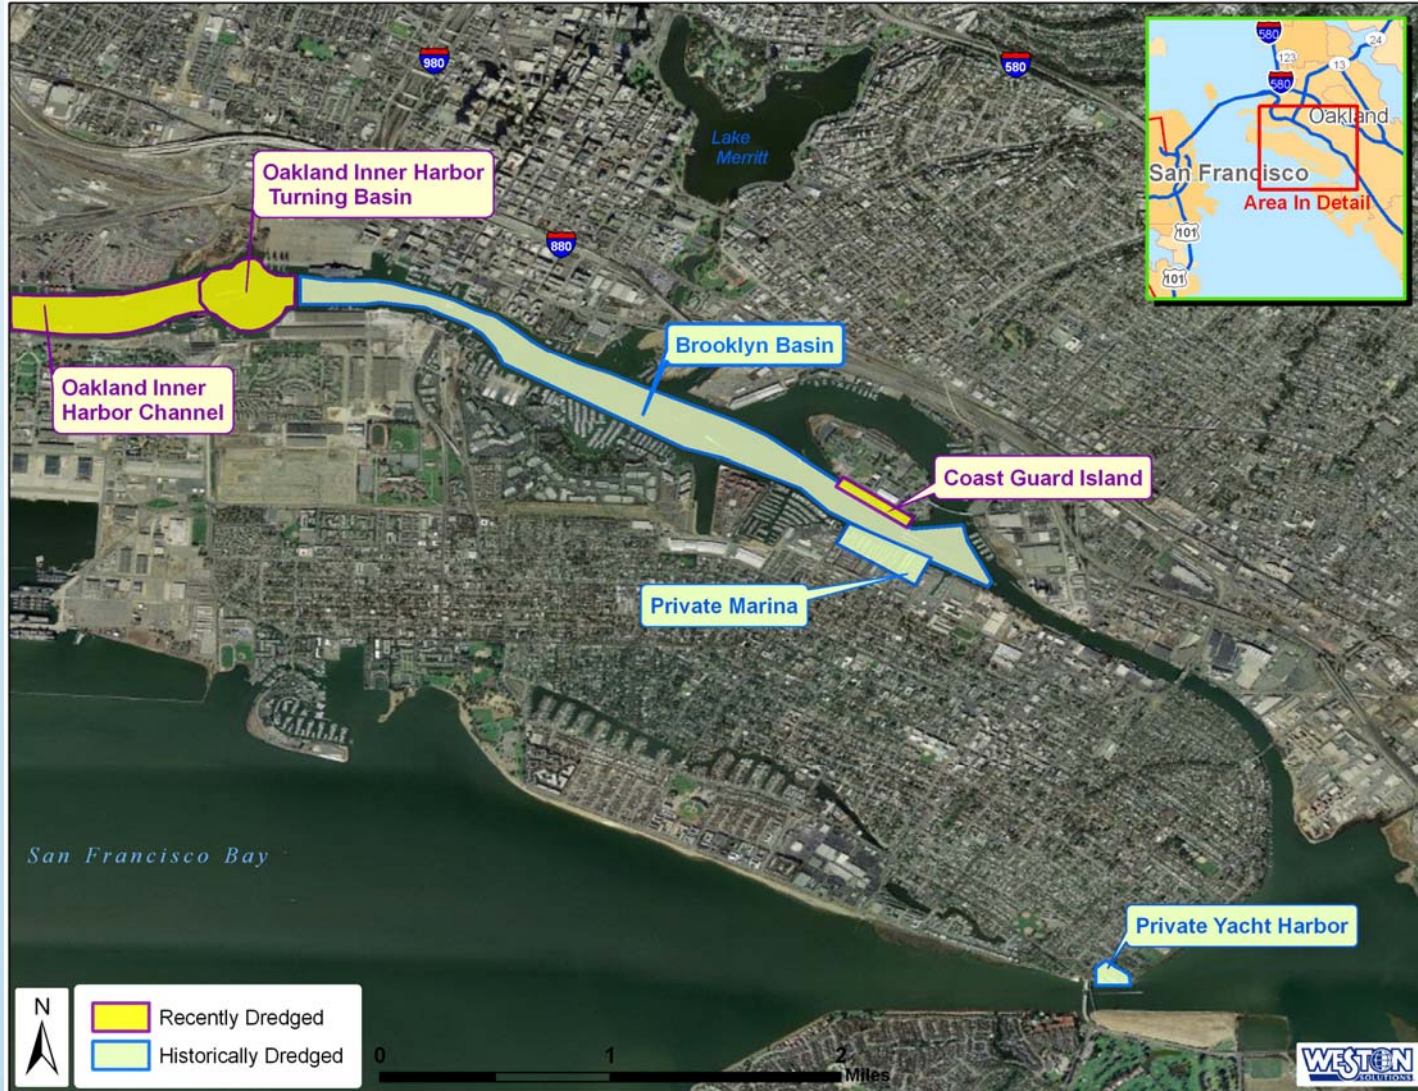 980
580
Lake
Merritt
580
123
24
13
580
Oakland
San Francisco
Area In Detail
101
101
Oakland Inner Harbor
Turning Basin
880
Brooklyn Basin
Oakland Inner
Harbor Channel
Coast Guard Island
Private Marina
San Francisco Bay
Private Yacht Harbor
N
Recently Dredged
Historically Dredged
0 1 2
Miles
WESTON
SOLUTIONS